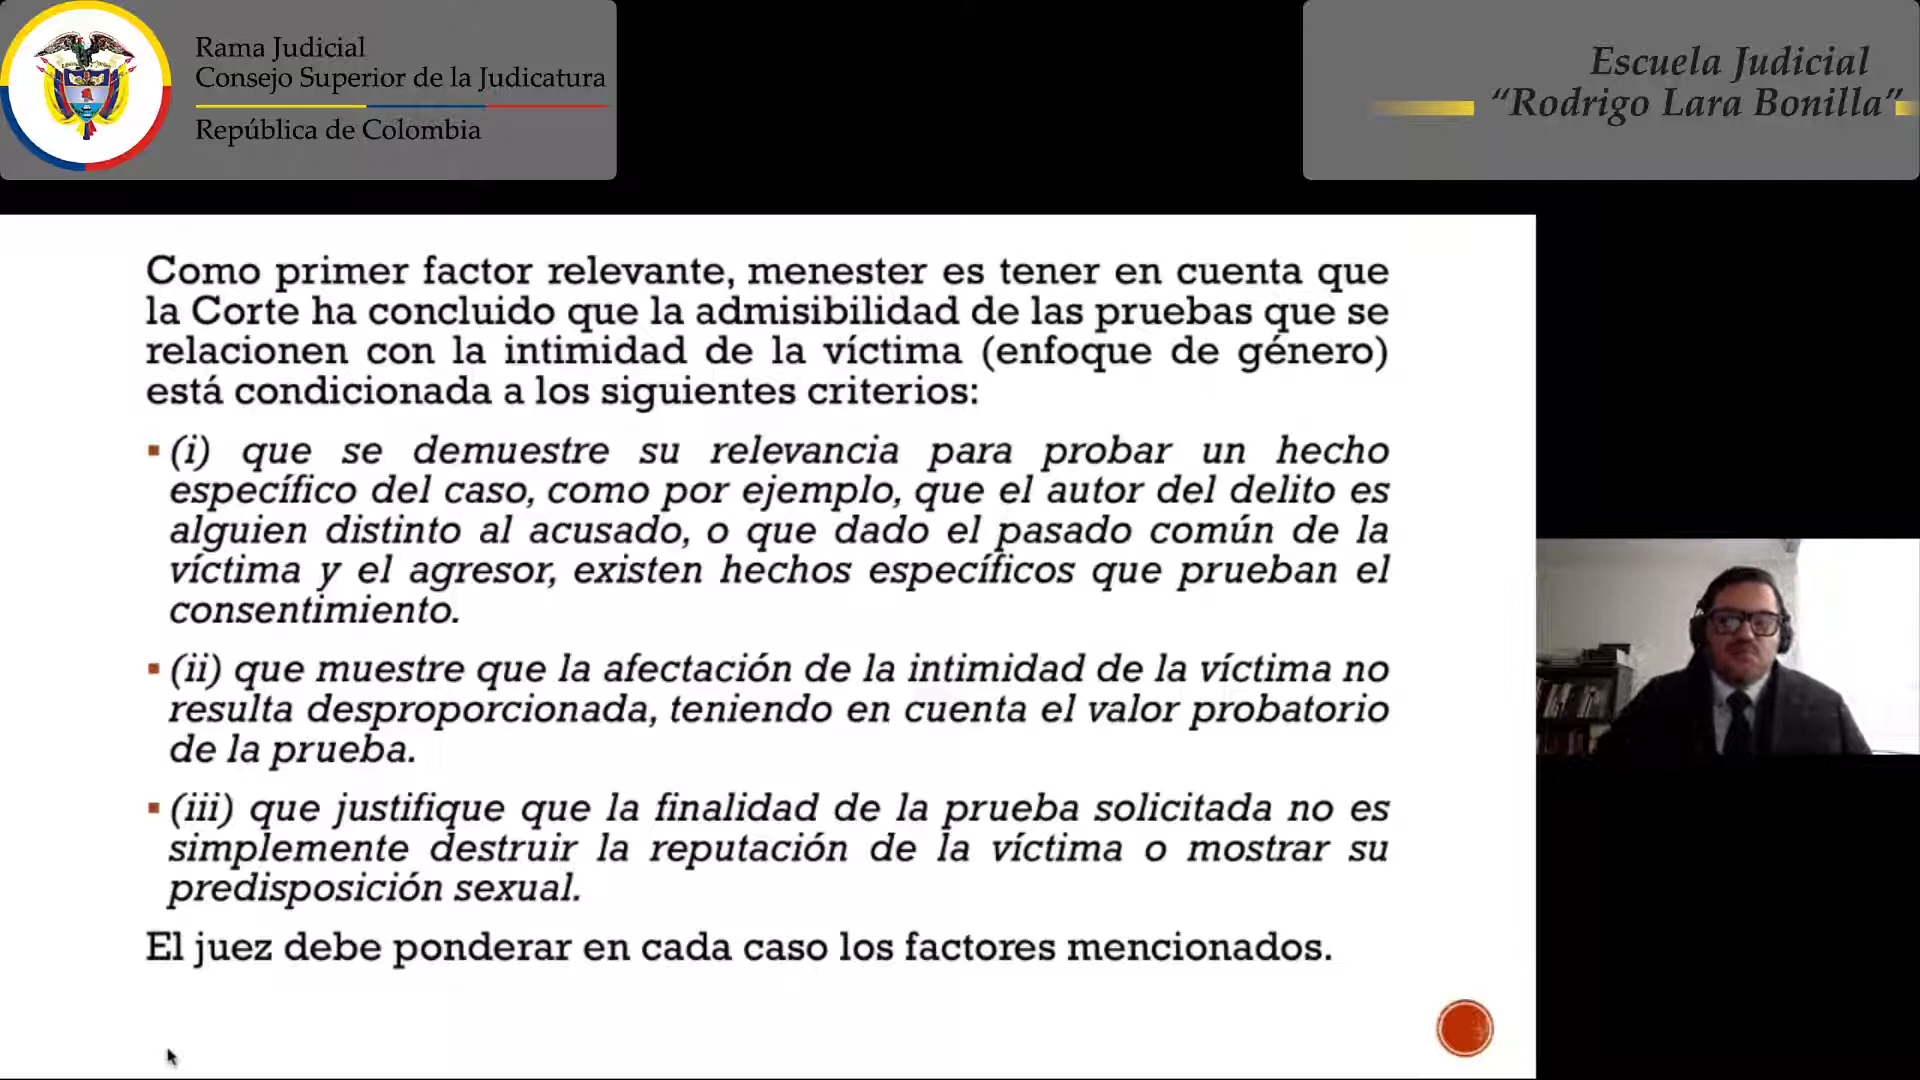 Rama Judicial
Consejo Superior de la Judicatura
República de Colombia
Escuela Judicial
“Rodrigo Lara Bonilla”
Como primer factor relevante, menester es tener en cuenta que
la Corte ha concluido que la admisibilidad de las pruebas que se
relacionen con la intimidad de la víctima (enfoque de género)
está condicionada a los siguientes criterios:
(i) que se demuestre su relevancia para probar un hecho
específico del caso, como por ejemplo, que el autor del delito es
alguien distinto al acusado, o que dado el pasado común de la
víctima y el agresor, existen hechos específicos que prueban el
consentimiento.
(ii) que muestre que la afectación de la intimidad de la víctima no
resulta desproporcionada, teniendo en cuenta el valor probatorio
de la prueba.
(iii) que justifique que la finalidad de la prueba solicitada no es
simplemente destruir la reputación de la víctima o mostrar su
predisposición sexual.
El juez debe ponderar en cada caso los factores mencionados.